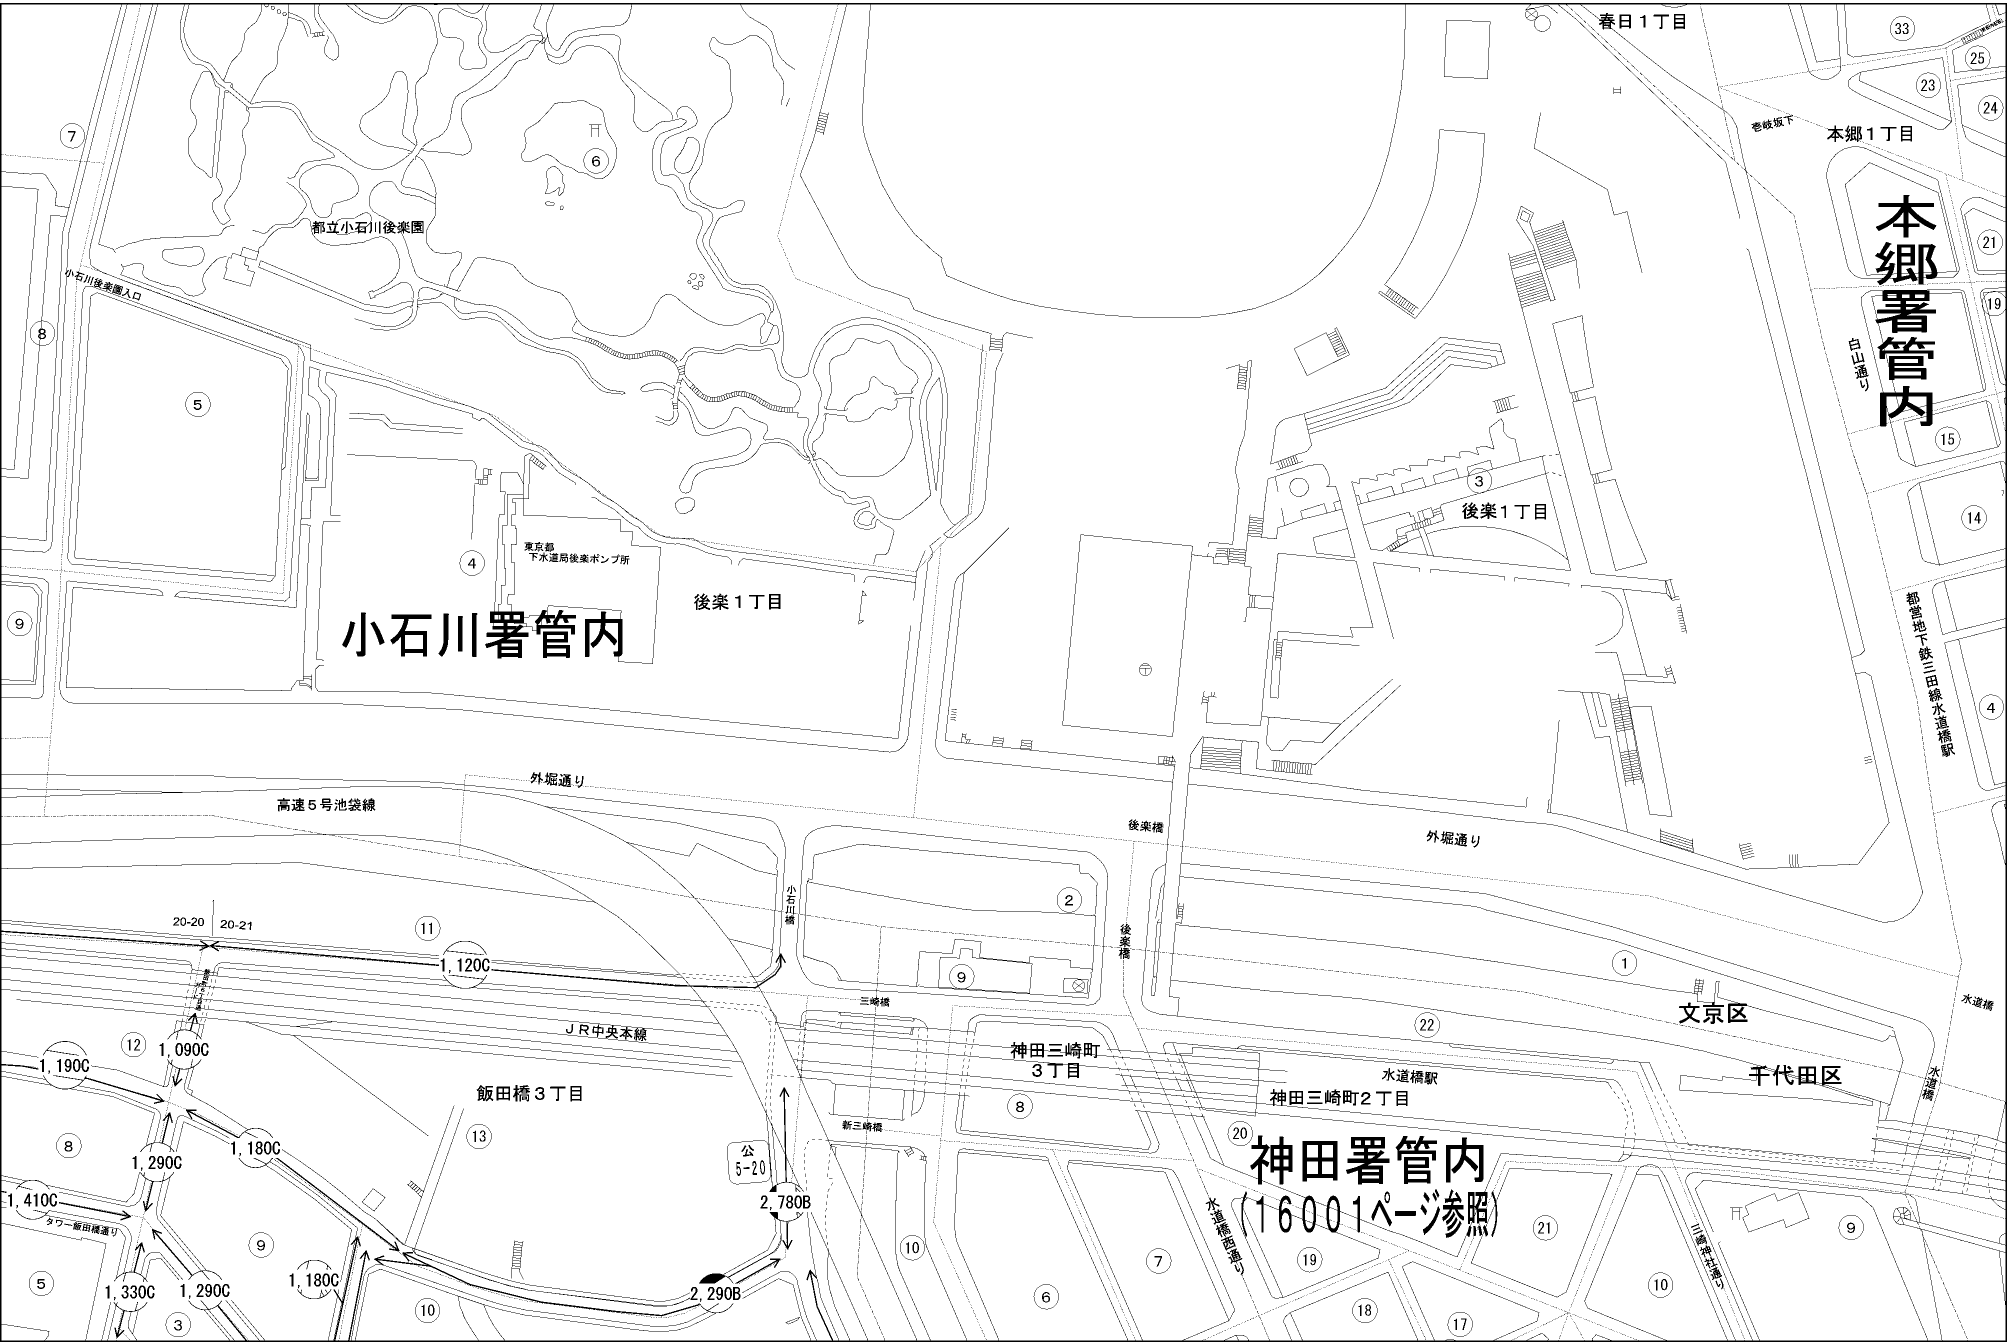 春日１丁目
33
25
23
24
7
壱岐坂下
本郷１丁目
6
本郷署管内
都立小石川後楽園
21
小石川後楽園入口
19
8
白山通り
5
15
3
後楽１丁目
14
東京都
下水道局後楽ポンプ所
4
後楽１丁目
都営地下鉄三田線水道橋駅
9
小石川署管内
4
外堀通り
高速５号池袋線
後楽橋
外堀通り
小石川橋
2
20-20
20-21
11
後楽橋
1,120C
9
1
三崎橋
水道橋
文京区
22
ＪＲ中央本線
12
1,090C
神田三崎町
３丁目
1,190C
水道橋駅
千代田区
水道橋
飯田橋３丁目
神田三崎町２丁目
8
13
新三崎橋
20
8
1,180C
公
5-20
神田署管内
(１６００１ページ参照)
1,290C
1,410C
2,780B
水道橋西通り
タワー飯田橋通り
三崎神社通り
21
9
9
10
7
19
5
1,330C
1,290C
1,180C
2,290B
10
6
10
3
18
17